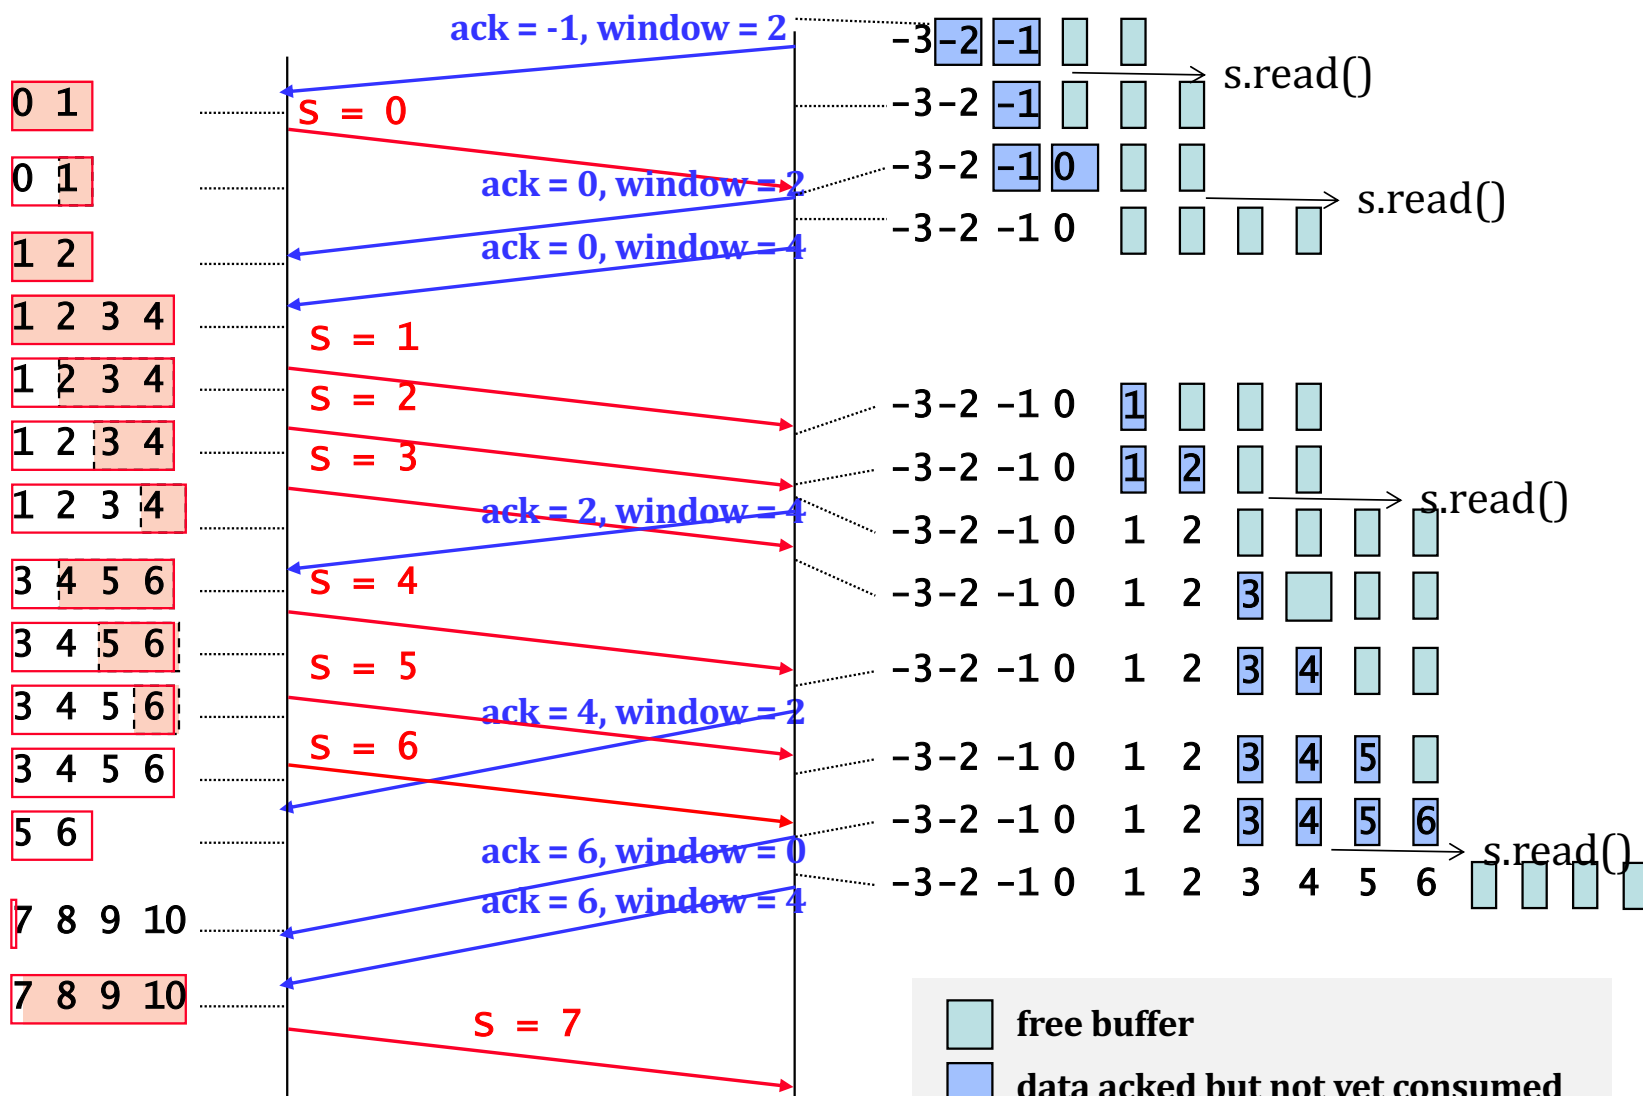 ack = -1, window = 2
-3 -2 -1
s.read()
0 1
S = 0
-3 -2 -1
0 1
ack = 0, window = 2
-3 -2 -1 0
s.read()
1 2
ack = 0, window = 4
-3 -2 -1 0
1 2 3 4
S = 1
1 2 3 4
S = 2
-3 -2 -1 0 1
1 2 3 4
S = 3
-3 -2 -1 0 1 2
s.read()
1 2 3 4
ack = 2, window = 4
-3 -2 -1 0 1 2
3 4 5 6
S = 4
-3 -2 -1 0 1 2 3
3 4 5 6
S = 5
-3 -2 -1 0 1 2 3 4
3 4 5 6
ack = 4, window = 2
3 4 5 6
S = 6
-3 -2 -1 0 1 2 3 4 5
5 6
-3 -2 -1 0 1 2 3 4 5 6
s.read()
ack = 6, window = 0
-3 -2 -1 0 1 2 3 4 5 6
7 8 9 10
ack = 6, window = 4
7 8 9 10
S = 7
free buffer
data acked but not yet consumed